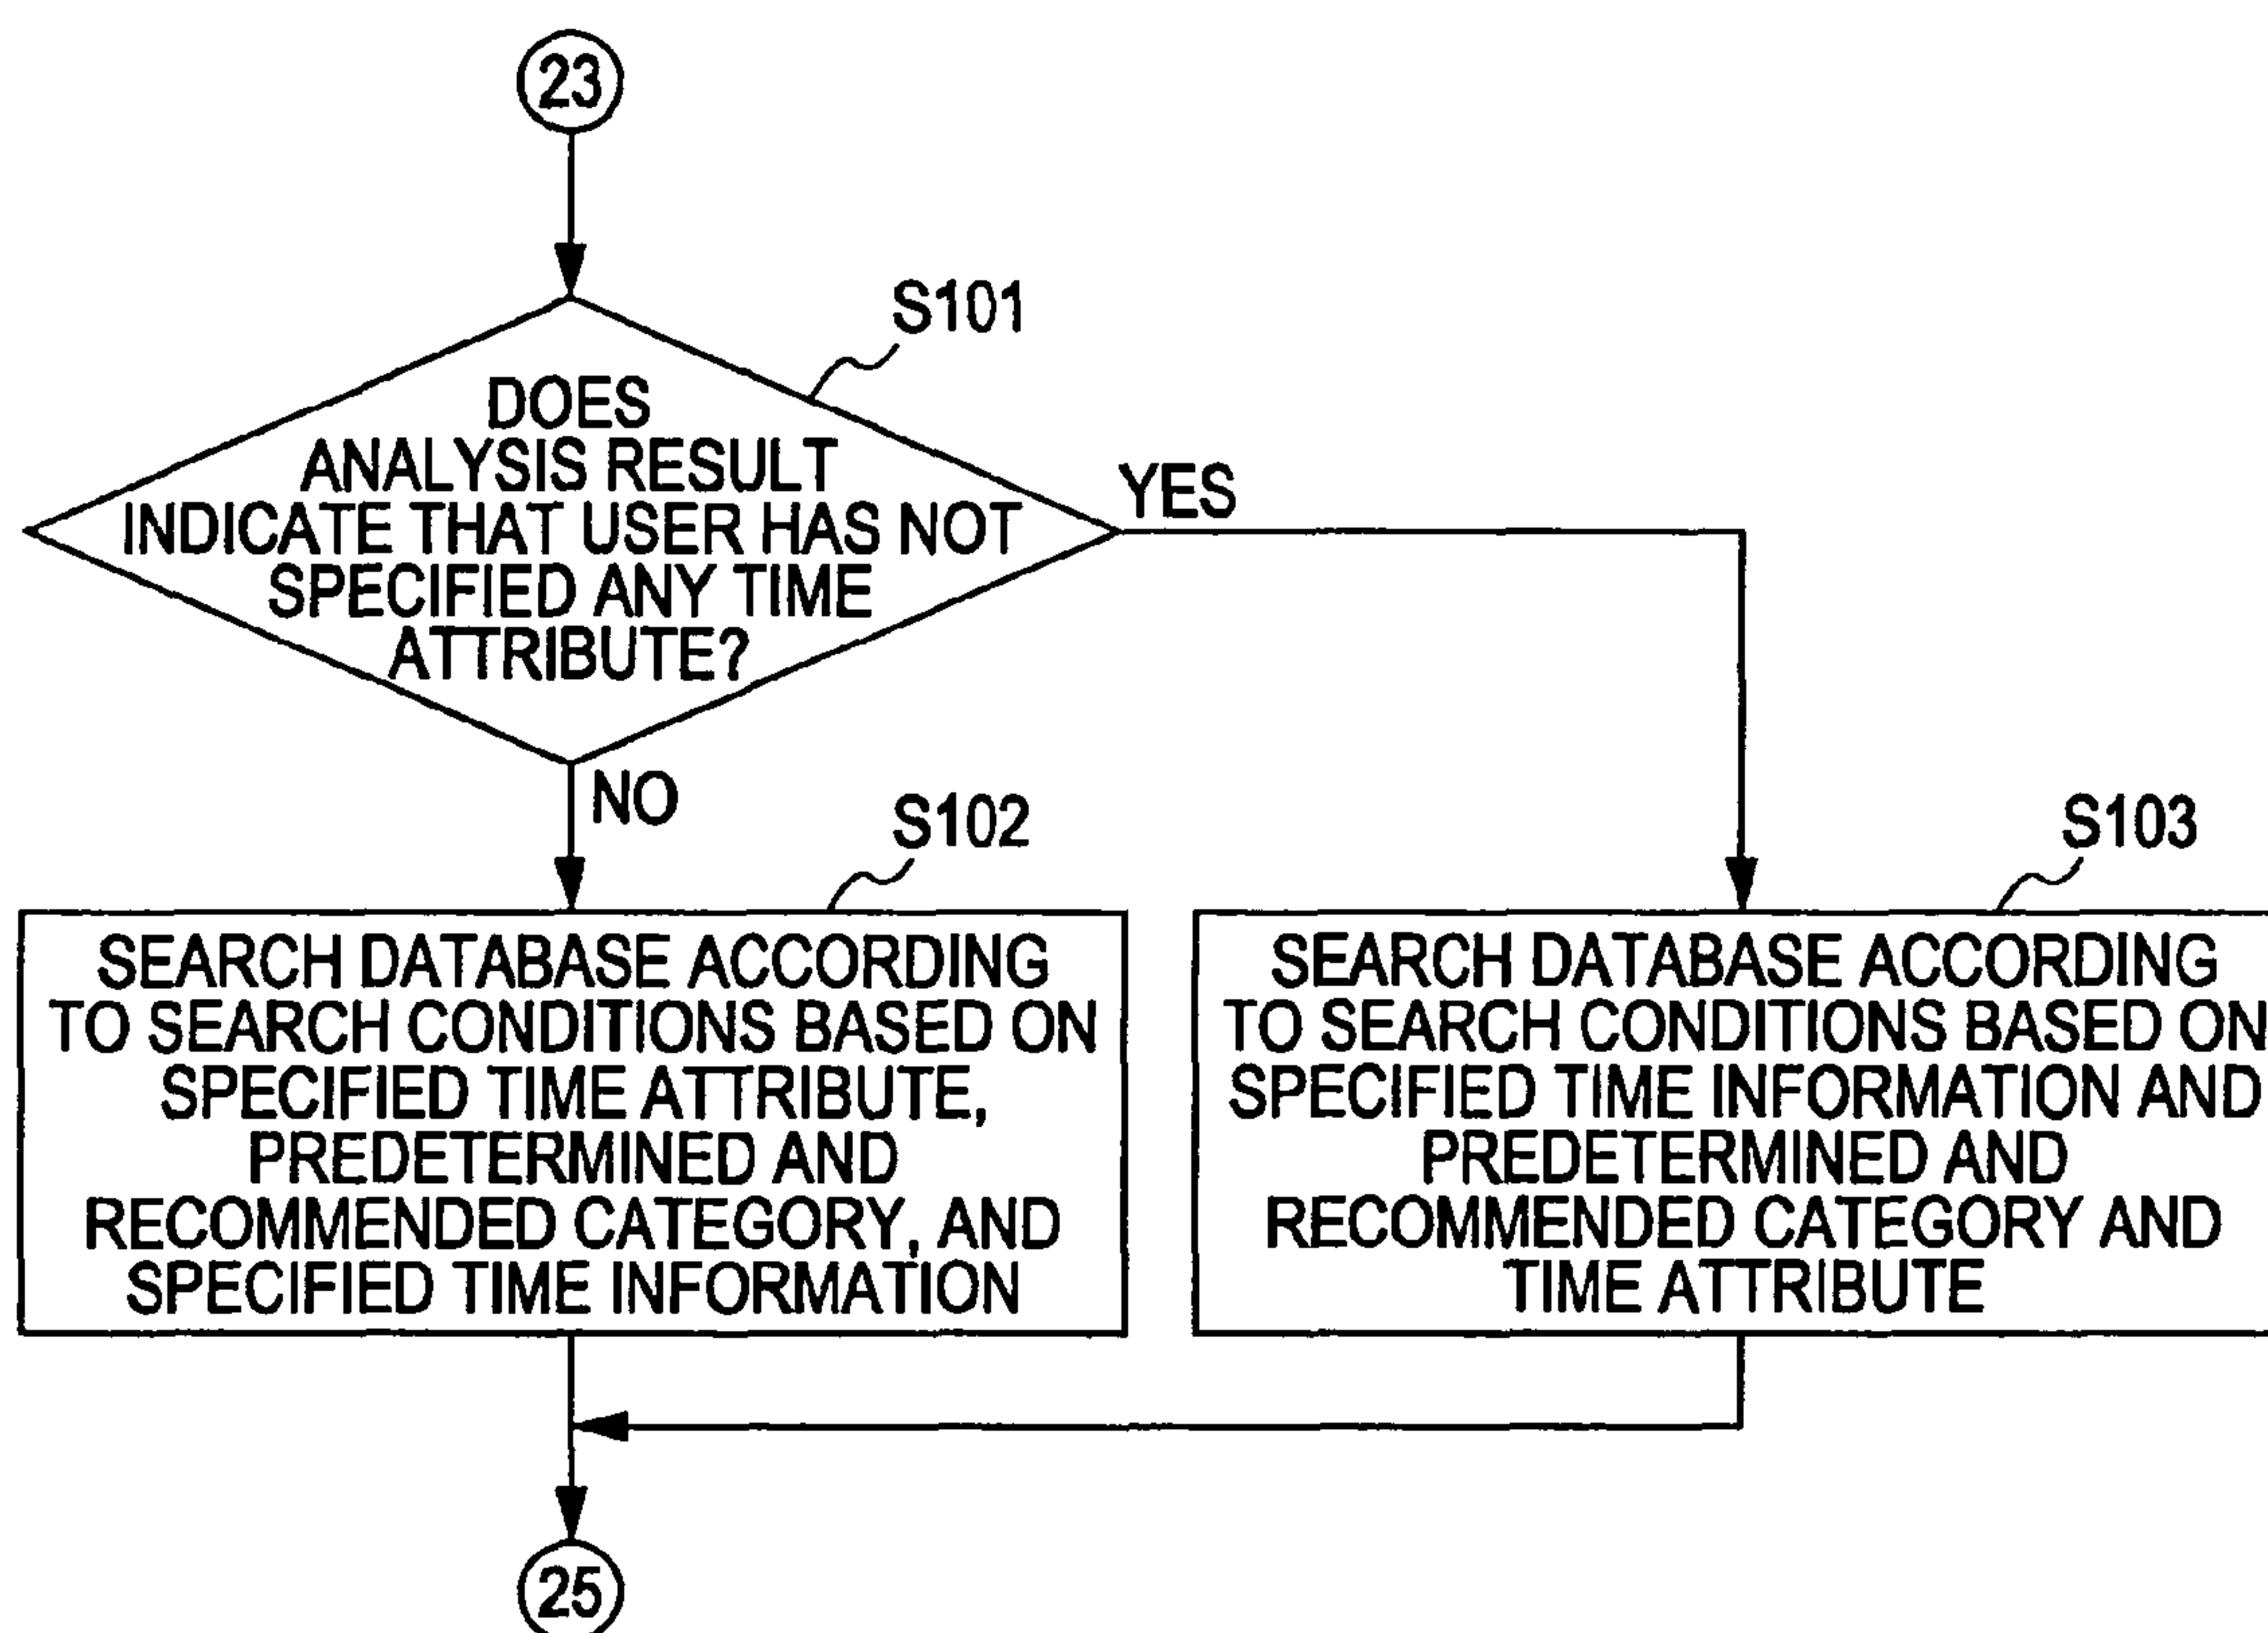 23
S101
DOES
ANALYSIS RESULT
INDICATE THAT USER HAS NOT
SPECIFIED ANY TIME
ATTRIBUTE?
YES
NO
S102
SEARCH DATABASE ACCORDING
TO SEARCH CONDITIONS BASED ON
SPECIFIED TIME ATTRIBUTE,
PREDETERMINED AND
RECOMMENDED CATEGORY, AND
SPECIFIED TIME INFORMATION
S103
SEARCH DATABASE ACCORDING
TO SEARCH CONDITIONS BASED ON
SPECIFIED TIME INFORMATION AND
PREDETERMINED AND
RECOMMENDED CATEGORY AND
TIME ATTRIBUTE
25